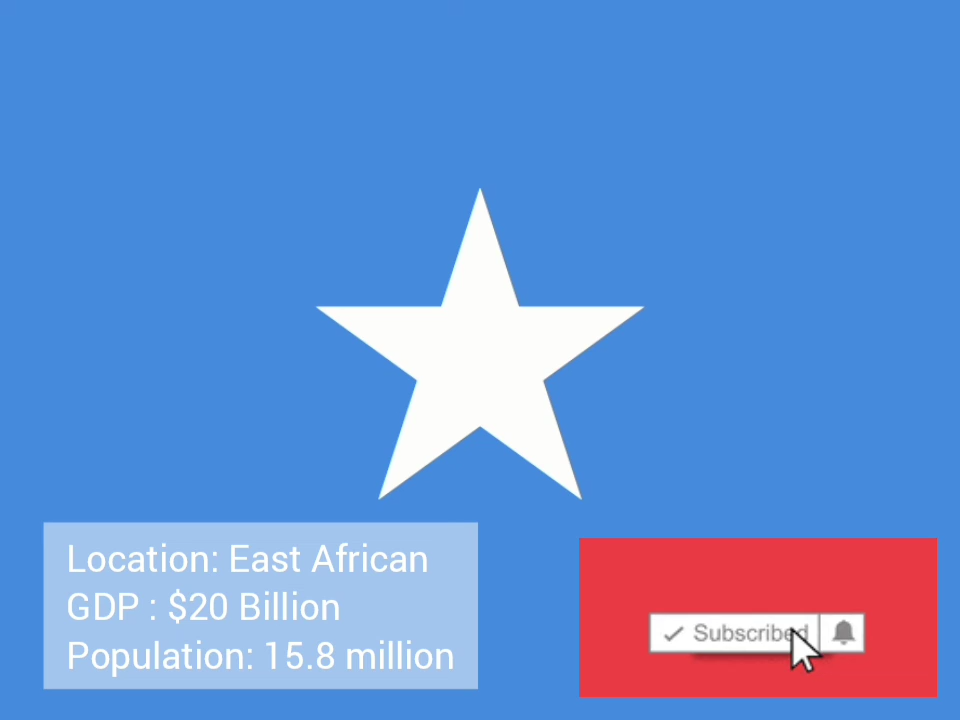 Location: East African
GDP : $20 Billion
Population: 15.8 million
Subscribed